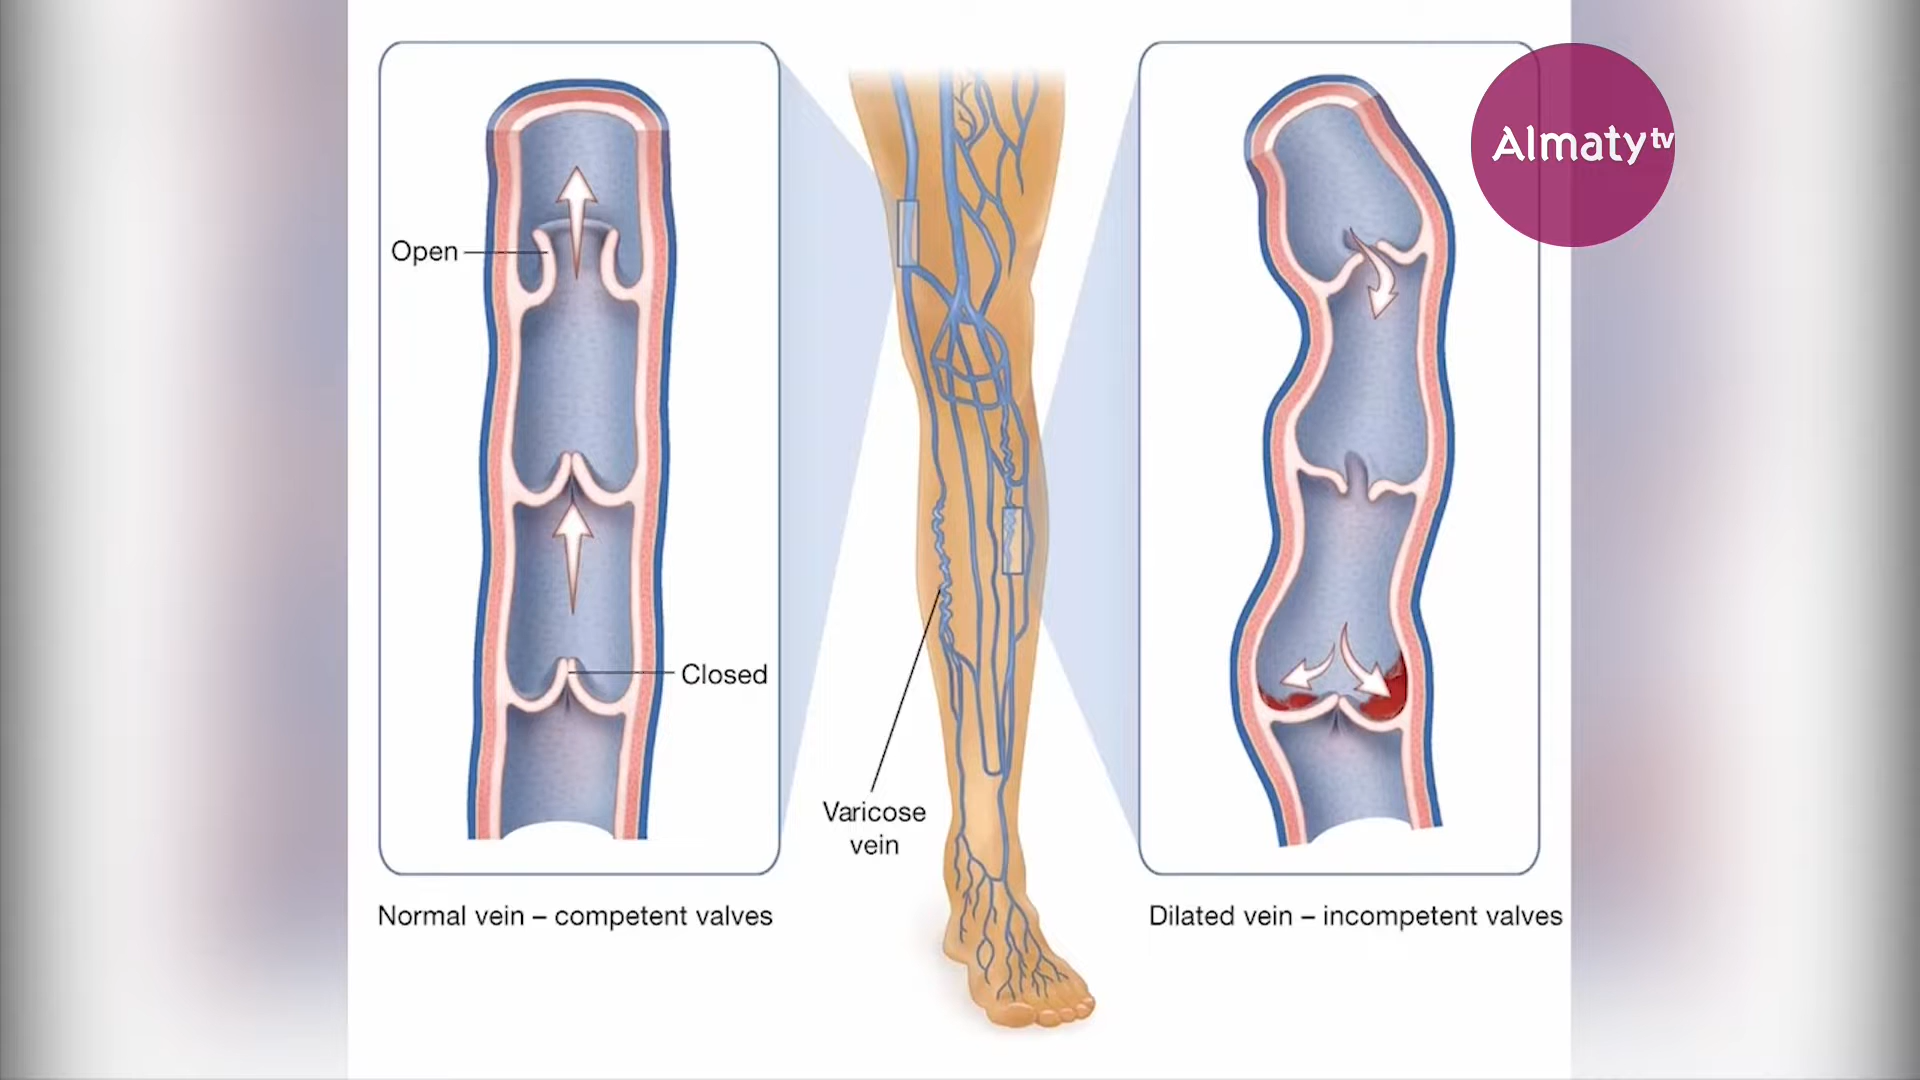 Almaty tv
Open
Closed
Varicose
vein
Normal vein – competent valves
Dilated vein – incompetent valves